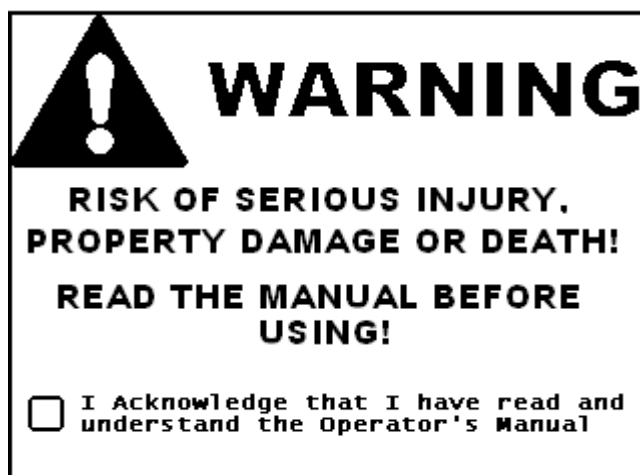 WARNING
RISK OF SERIOUS INJURY,
PROPERTY DAMAGE OR DEATH!
READ THE MANUAL BEFORE
USING!
I Acknowledge that I have read and
understand the Operator's Manual